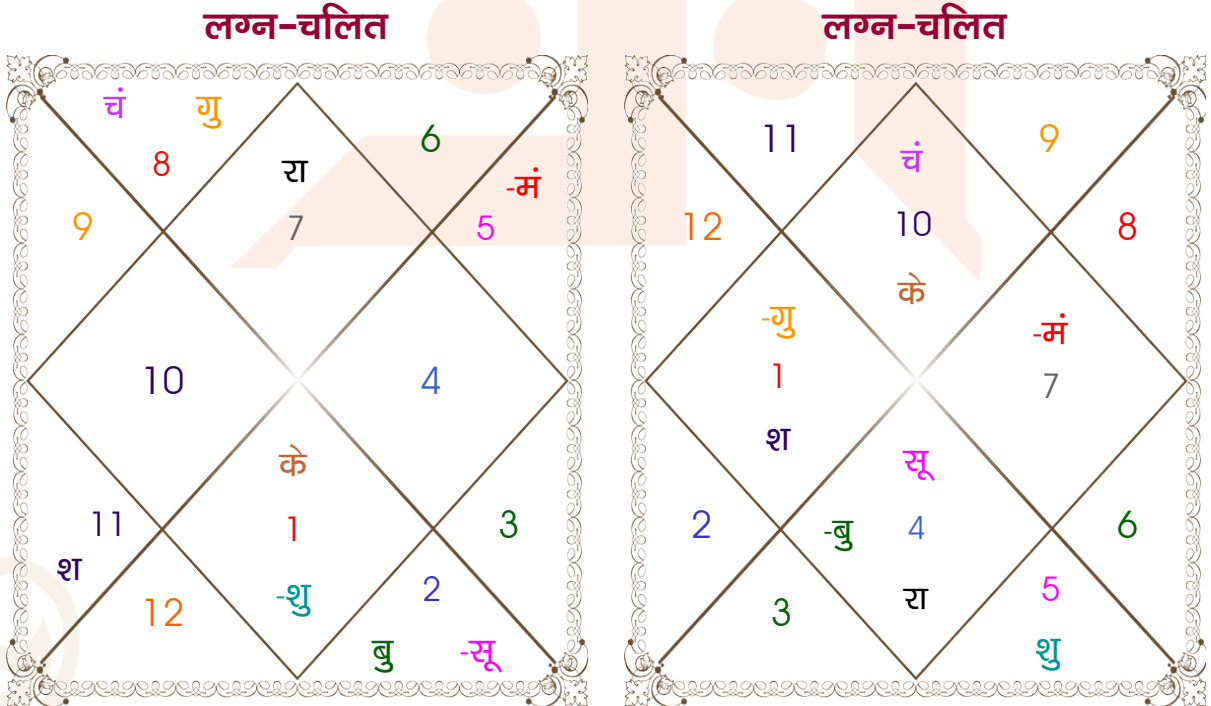 लग्न-चलित
चं गु
8
रा
7
6
-मं
5
9
10
4
के
1
-शु
11
श
12
3
2
बु -सू
लग्न-चलित
11
चं
10
के
9
12
8
-गु
1
श
-मं
7
सू
-बु 4
रा
2
3
6
5
शु